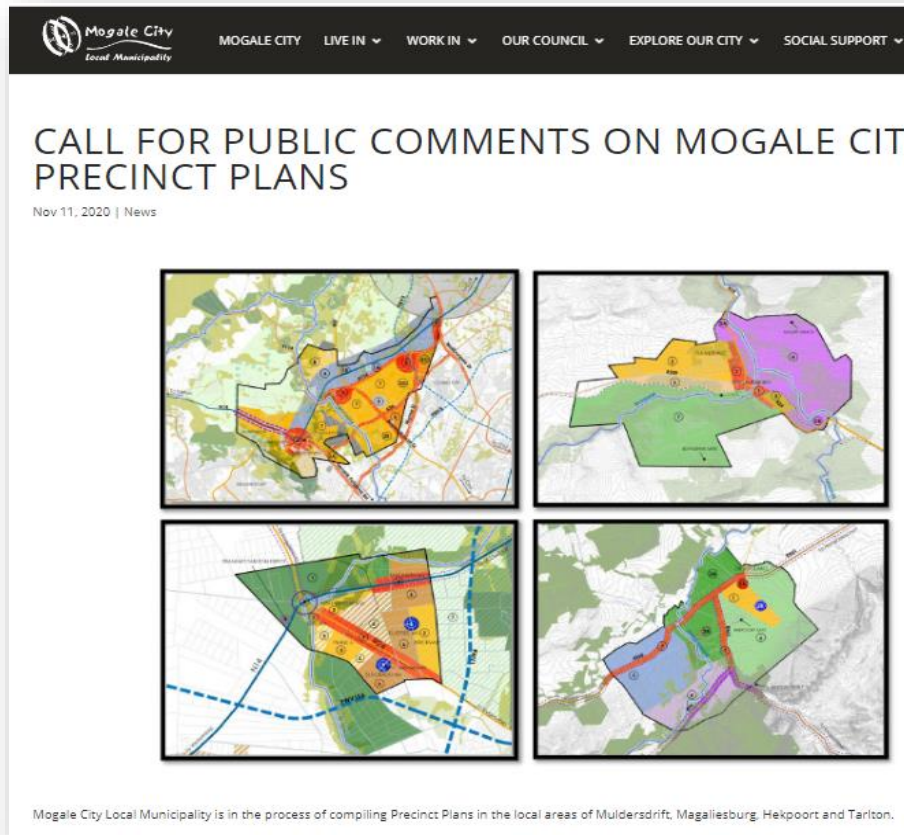 Mogale City
Local Municipality
MOGALE CITY LIVE IN WORK IN OUR COUNCIL EXPLORE OUR CITY SOCIAL SUPPORT
CALL FOR PUBLIC COMMENTS ON MOGALE CIT
PRECINCT PLANS
Nov 11, 2020 | News
N14
Mogale City Local Municipality is in the process of compiling Precinct Plans in the local areas of Muldersdrift, Magaliesburg, Hekpoort and Tarlton.